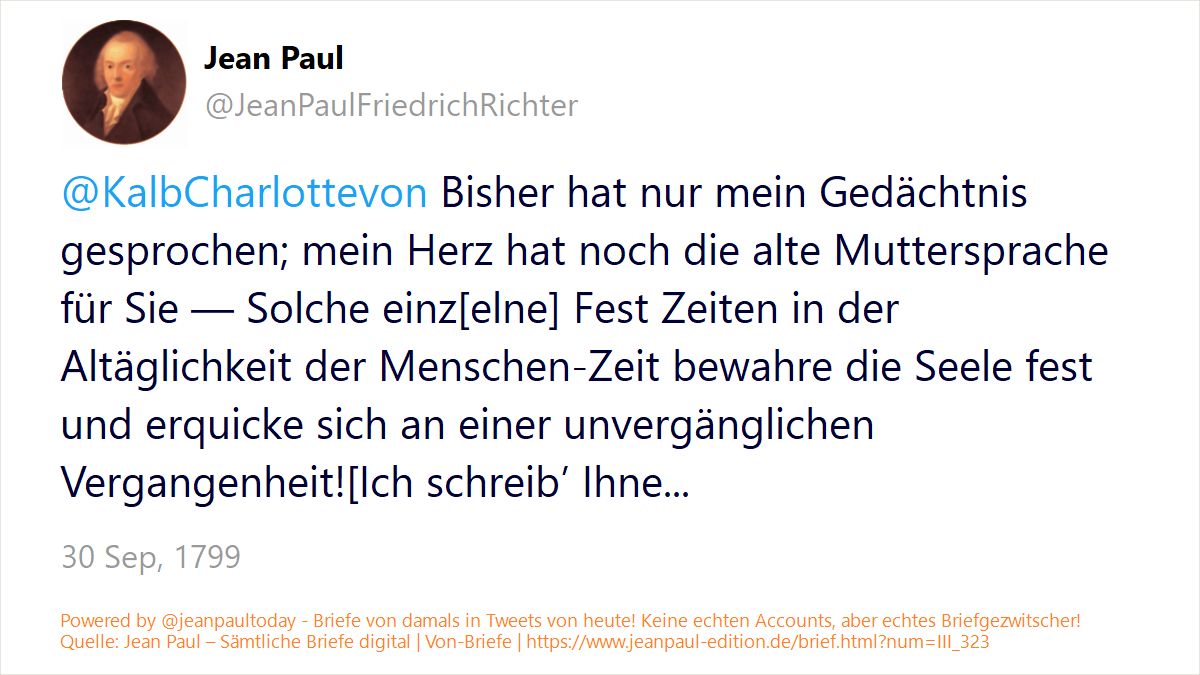 Jean Paul
@JeanPaulFriedrichRichter
@KalbCharlottevon Bisher hat nur mein Gedächtnis
gesprochen; mein Herz hat noch die alte Muttersprache
für Sie — Solche einz[elne] Fest Zeiten in der
Altäglichkeit der Menschen-Zeit bewahre die Seele fest
und erquicke sich an einer unvergänglichen
Vergangenheit![Ich schreib’ Ihne...
30 Sep, 1799
Powered by @jeanpaultoday - Briefe von damals in Tweets von heute! Keine echten Accounts, aber echtes Briefgezwitscher!
Quelle: Jean Paul – Sämtliche Briefe digital | Von-Briefe | https://www.jeanpaul-edition.de/brief.html?num=III_323